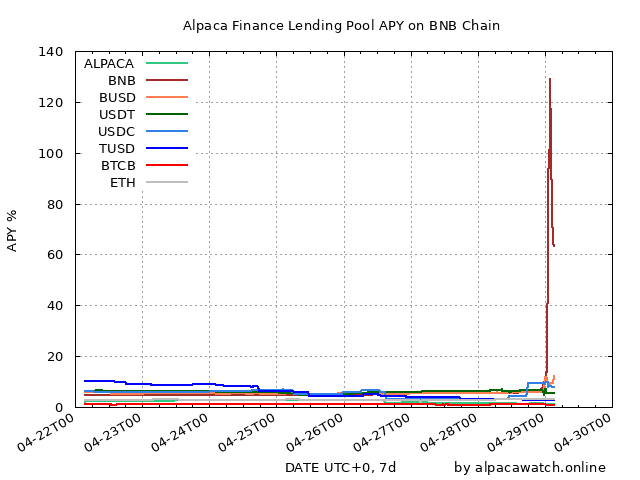 Alpaca Finance Lending Pool APY on BNB Chain
140
120
100
80
60
40
20
0
APY %
ALPACA
BNB
BUSD
USDT
USDC
TUSD
BTCB
ETH
04-22T00
04-23T00
04-24T00
04-25T00
04-26T00
04-27T00
04-28T00
04-29T00
04-30T00
DATE UTC+0, 7d
by alpacawatch.online